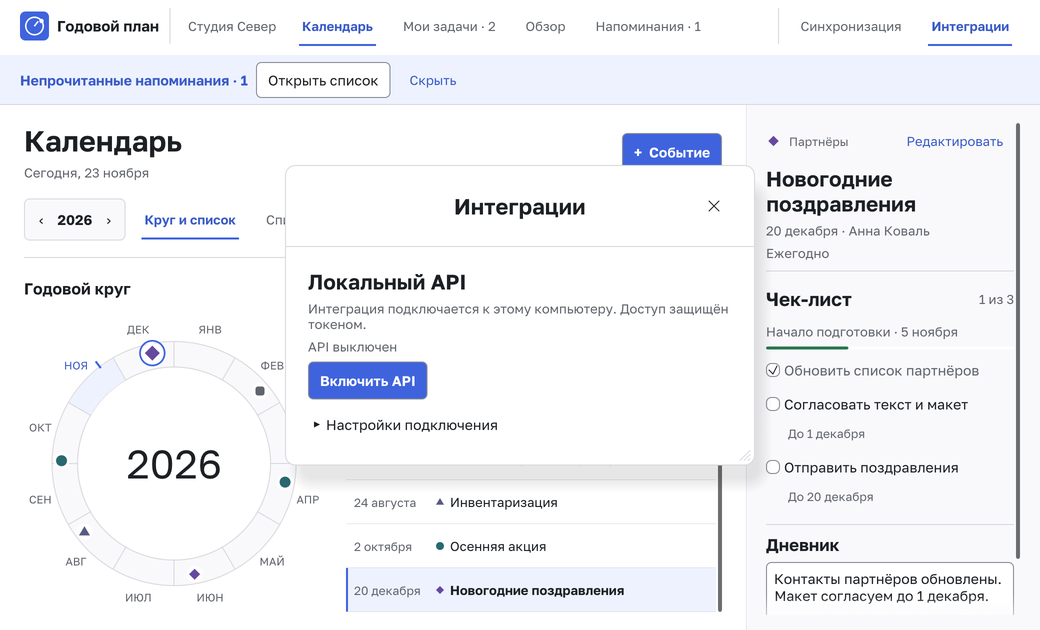 Годовой план
Студия Север
Календарь
Мои задачи · 2
Обзор
Напоминания · 1
Синхронизация
Интеграции
Непрочитанные напоминания · 1
Открыть список
Скрыть
Календарь
Сегодня, 23 ноября
+ Событие
‹ 2026 ›
Круг и список
Годовой круг
ДЕК
ЯНВ
НОЯ
ФЕВ
ОКТ
2026
СЕН
АПР
АВГ
МАЙ
ИЮЛ
ИЮН
Интеграции
Локальный API
Интеграция подключается к этому компьютеру. Доступ защищён
токеном.
API выключен
Включить API
Настройки подключения
24 августа
Инвентаризация
2 октября
Осенняя акция
20 декабря
Новогодние поздравления
Партнёры
Редактировать
Новогодние
поздравления
20 декабря · Анна Коваль
Ежегодно
Чек-лист
1 из 3
Начало подготовки · 5 ноября
Обновить список партнёров
Согласовать текст и макет
До 1 декабря
Отправить поздравления
До 20 декабря
Дневник
Контакты партнёров обновлены.
Макет согласуем до 1 декабря.